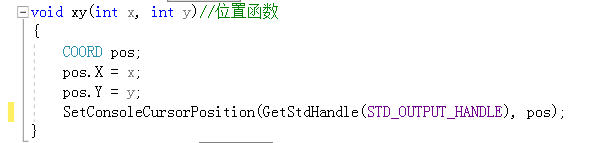 void xy(int x, int y)//位置函数
{
COORD pos;
pos.X = x;
pos.Y = y;
SetConsoleCursorPosition(GetStdHandle(STD_OUTPUT_HANDLE), pos);
}